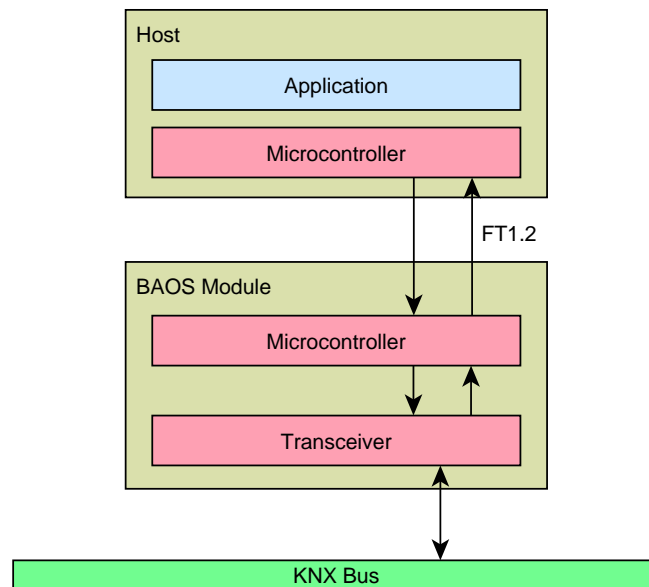 Host
Application
Microcontroller
FT1.2
BAOS Module
Microcontroller
Transceiver
KNX Bus